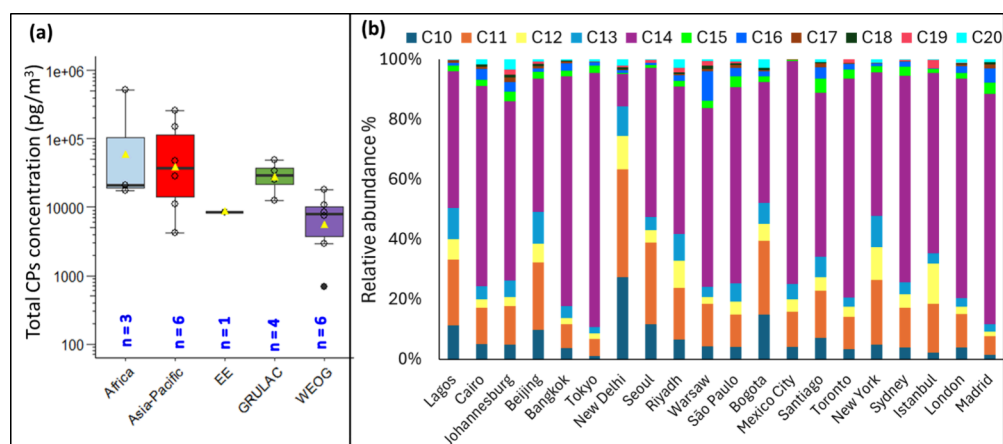 (a)
Total CPs concentration (pg/m³)
1e+06
1e+05
10000
1000
100
n = 3
n = 6
n = 1
n = 4
n = 6
Africa
Asia-Pacific
EE
GRULAC
WEOG
(b)
C10 C11 C12 C13 C14 C15 C16 C17 C18 C19 C20
Relative abundance %
100%
80%
60%
40%
20%
0%
Lagos
Cairo
Johannesburg
Beijing
Bangkok
Tokyo
New Delhi
Seoul
Riyadh
Warsaw
São Paulo
Bogota
Mexico City
Santiago
Toronto
New York
Sydney
Istanbul
London
Madrid